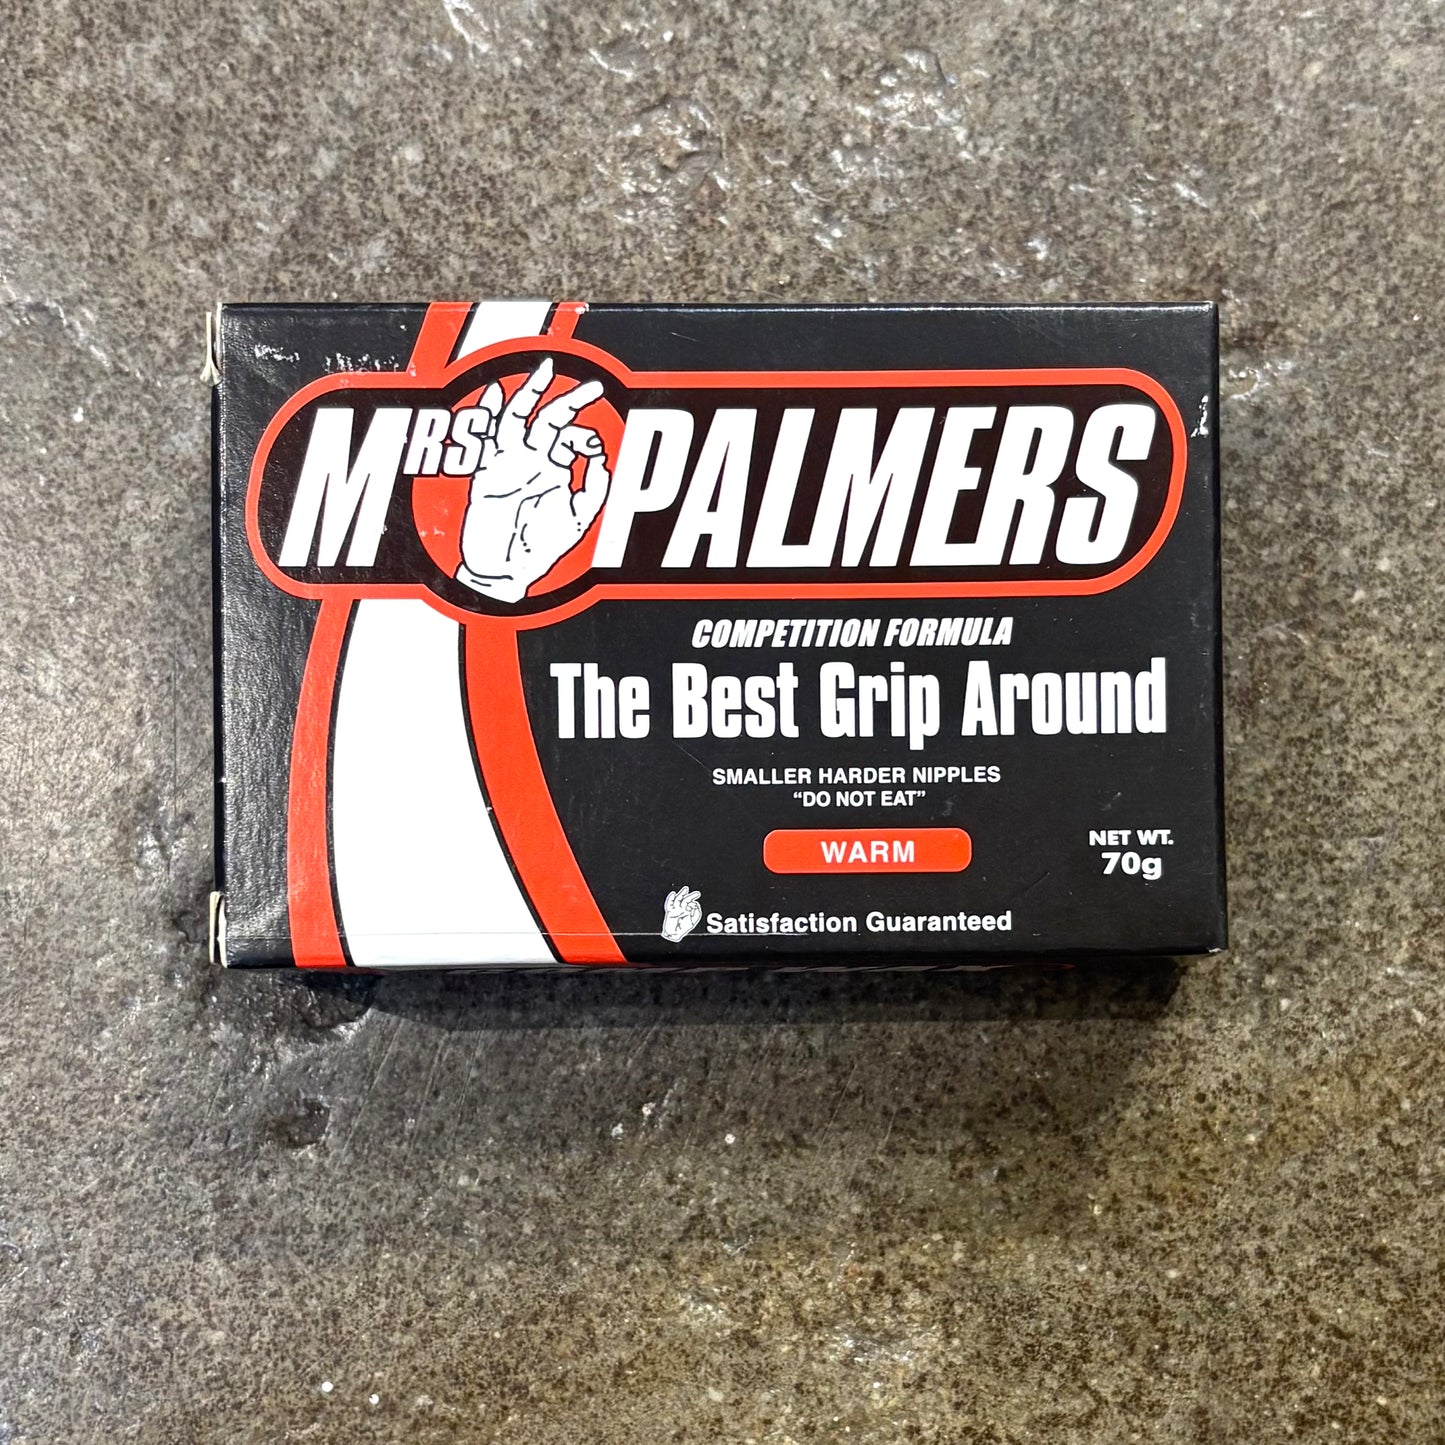 MRS PALMERS
COMPETITION FORMULA
The Best Grip Around
SMALLER HARDER NIPPLES
“DO NOT EAT”
WARM
NET WT.
70g
Satisfaction Guaranteed